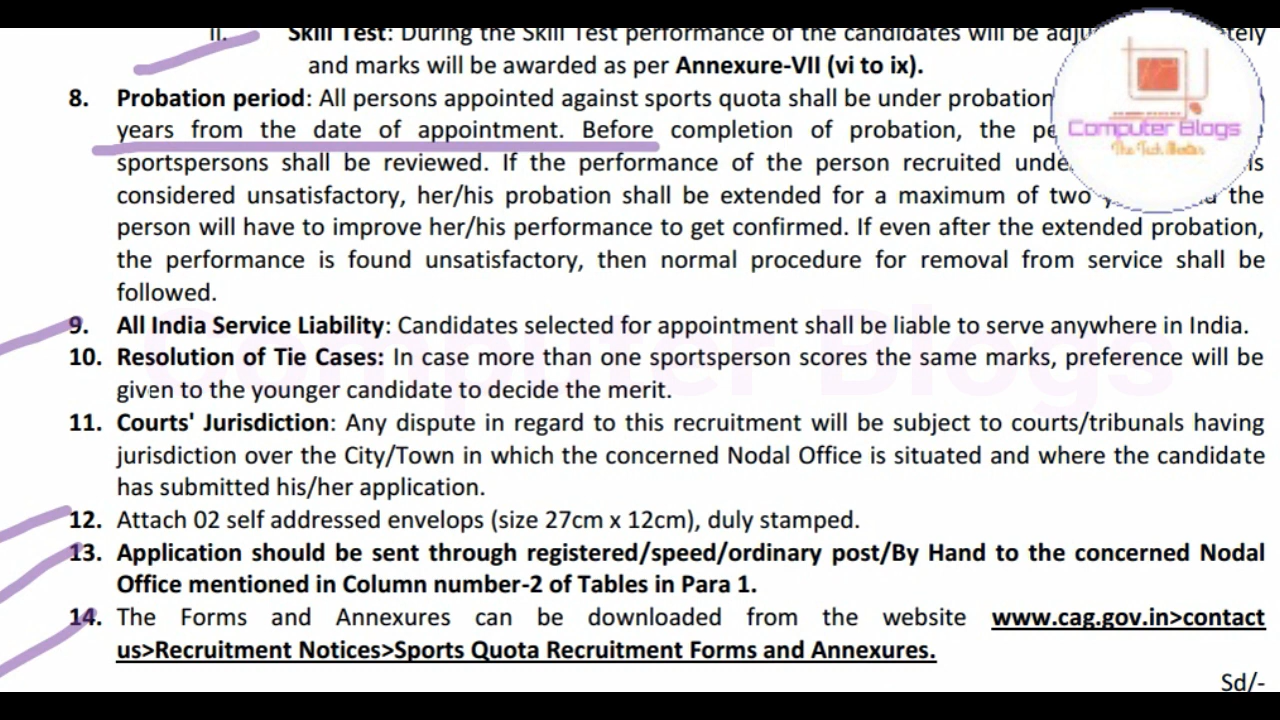 ii. Skill Test: During the Skill Test performance of the candidates will be
and marks will be awarded as per Annexure-VII (vi to ix).
8. Probation period: All persons appointed against sports quota shall be under probation
years from the date of appointment. Before completion of probation, the
sportspersons shall be reviewed. If the performance of the person recruited
considered unsatisfactory, her/his probation shall be extended for a maximum of two the
person will have to improve her/his performance to get confirmed. If even after the extended probation,
the performance is found unsatisfactory, then normal procedure for removal from service shall be
followed.
9. All India Service Liability: Candidates selected for appointment shall be liable to serve anywhere in India.
10. Resolution of Tie Cases: In case more than one sportsperson scores the same marks, preference will be
given to the younger candidate to decide the merit.
11. Courts' Jurisdiction: Any dispute in regard to this recruitment will be subject to courts/tribunals having
jurisdiction over the City/Town in which the concerned Nodal Office is situated and where the candidate
has submitted his/her application.
12. Attach 02 self addressed envelops (size 27cm x 12cm), duly stamped.
13. Application should be sent through registered/speed/ordinary post/By Hand to the concerned Nodal
Office mentioned in Column number-2 of Tables in Para 1.
14. The Forms and Annexures can be downloaded from the website www.cag.gov.in>contact
us>Recruitment Notices>Sports Quota Recruitment Forms and Annexures.
Sd/-
Computer Blogs
Computer Blogs